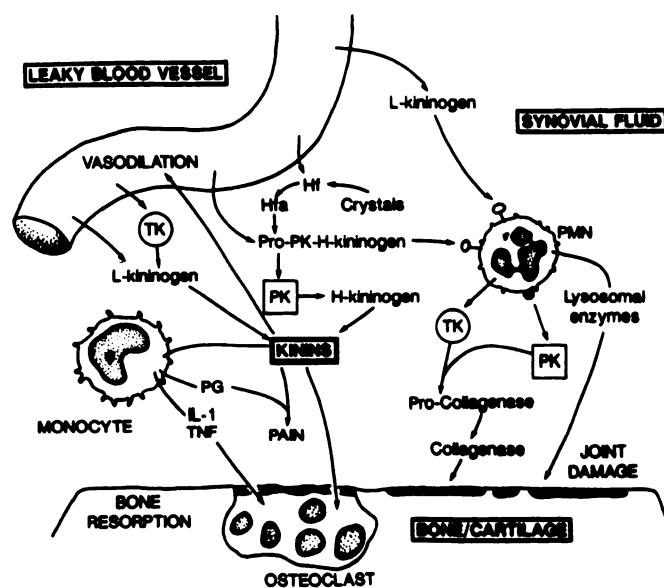 LEAKY BLOOD VESSEL
L-kininogen
SYNOVIAL FLUID
VASODILATION
Hf
Hfa
Crystals
TK
Pro-PK-H-kininogen
PMN
L-kininogen
PK
H-kininogen
Lysosomal
enzymes
TK
KININS
PK
PG
MONOCYTE
IL-1
TNF
PAIN
Pro-Collagenase
Collagenase
JOINT
DAMAGE
BONE
RESORPTION
BONE/CARTILAGE
OSTEOCLAST